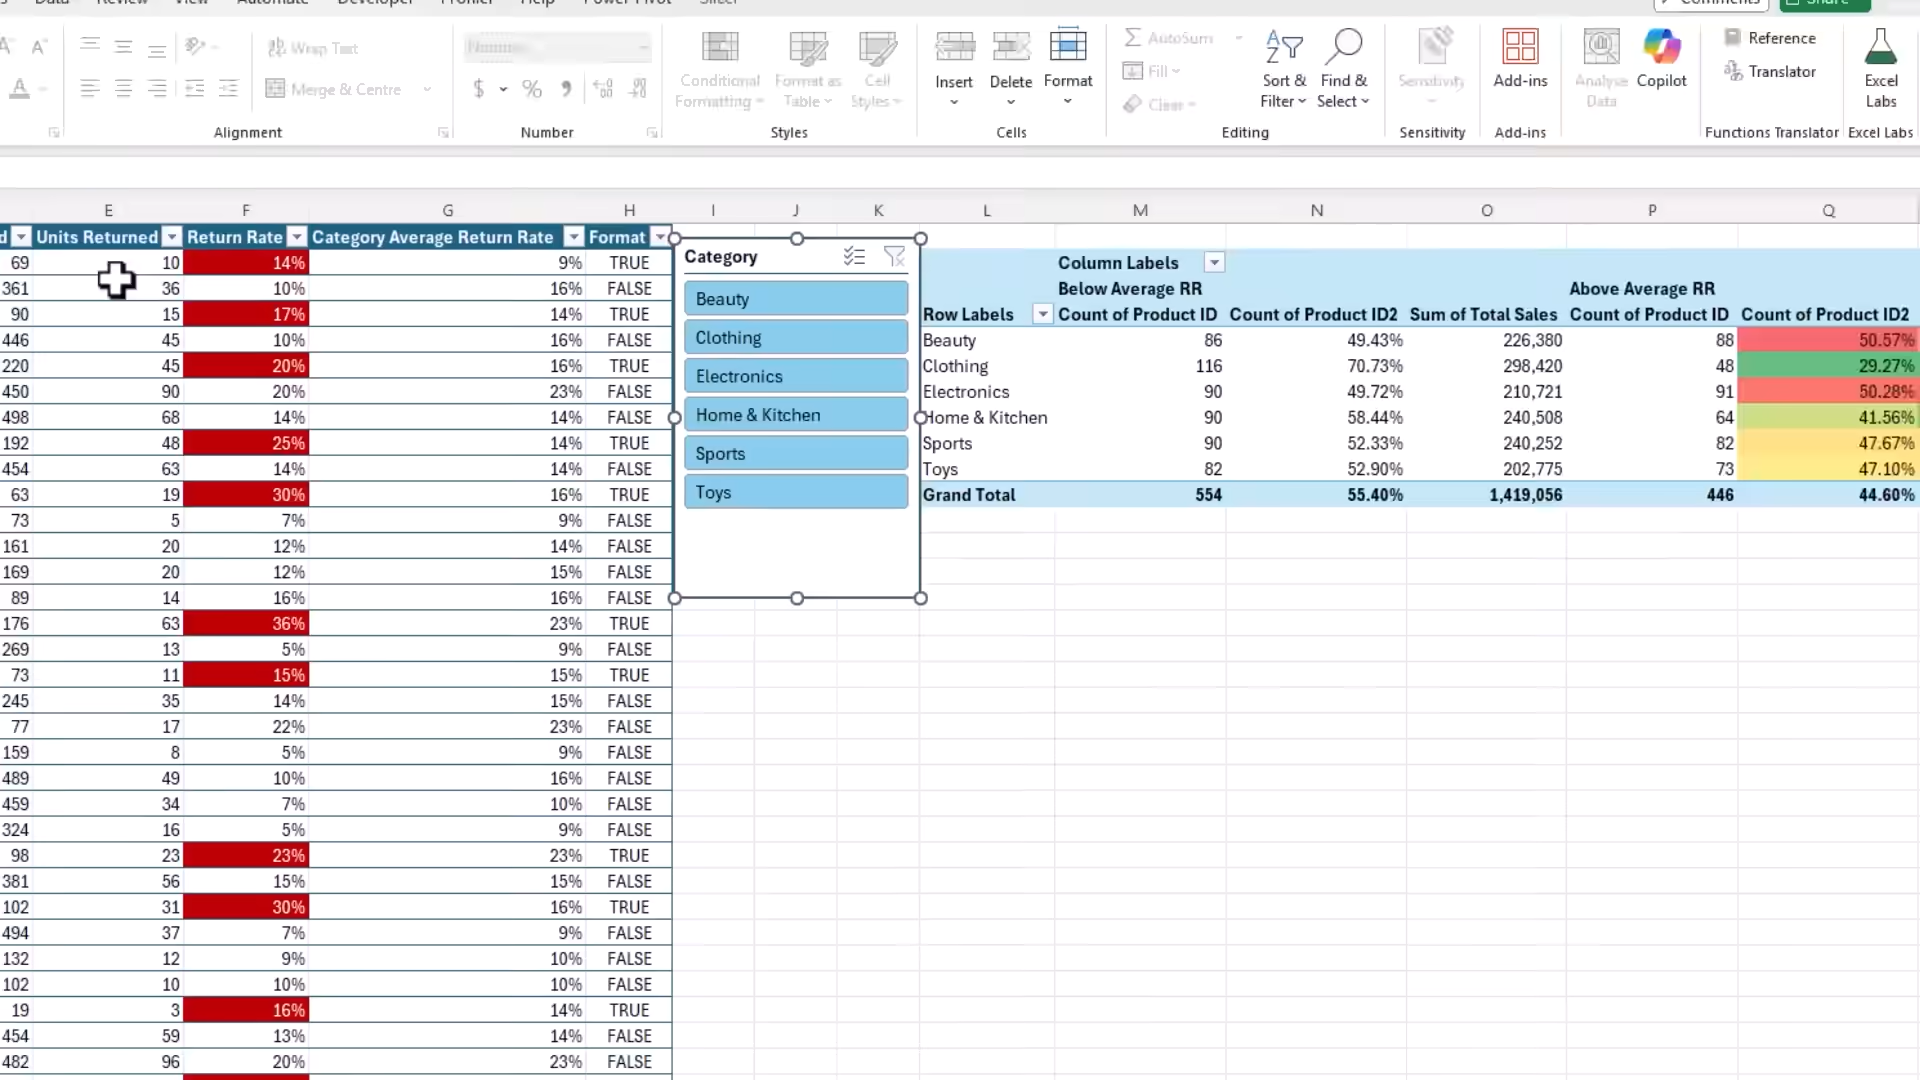 Data Review View Automate Developer Help Power Pivot Slicer
Comments Share
Wrap Text
Merge & Centre
Alignment
$ % 9
Number
Conditional Formatting
Format as Table
Cell Styles
Styles
Insert
Delete
Format
Cells
AutoSum
Fill
Clear
Sort & Filter
Find & Select
Editing
Sensitivity
Sensitivity
Add-ins
Add-ins
Analyse Data
Copilot
Reference
Translator
Functions Translator
Excel Labs
Excel Labs
E F G H I J K L M N O P Q
d Units Returned Return Rate Category Average Return Rate Format
69 10 14% 9% TRUE
361 36 10% 16% FALSE
90 15 17% 14% TRUE
446 45 10% 16% FALSE
220 45 20% 16% TRUE
450 90 20% 23% FALSE
498 68 14% 14% FALSE
192 48 25% 14% TRUE
454 63 14% 14% FALSE
63 19 30% 16% TRUE
73 5 7% 9% FALSE
161 20 12% 14% FALSE
169 20 12% 15% FALSE
89 14 16% 16% FALSE
176 63 36% 23% TRUE
269 13 5% 9% FALSE
73 11 15% 15% TRUE
245 35 14% 15% FALSE
77 17 22% 23% FALSE
159 8 5% 9% FALSE
489 49 10% 16% FALSE
459 34 7% 10% FALSE
324 16 5% 9% FALSE
98 23 23% 23% TRUE
381 56 15% 15% FALSE
102 31 30% 16% TRUE
494 37 7% 9% FALSE
132 12 9% 10% FALSE
102 10 10% 10% FALSE
19 3 16% 14% TRUE
454 59 13% 14% FALSE
482 96 20% 23% FALSE
Category
Beauty
Clothing
Electronics
Home & Kitchen
Sports
Toys
Column Labels
Below Average RR Above Average RR
Row Labels Count of Product ID Count of Product ID2 Sum of Total Sales Count of Product ID Count of Product ID2
Beauty 86 49.43% 226,380 88 50.57%
Clothing 116 70.73% 298,420 48 29.27%
Electronics 90 49.72% 210,721 91 50.28%
Home & Kitchen 90 58.44% 240,508 64 41.56%
Sports 90 52.33% 240,252 82 47.67%
Toys 82 52.90% 202,775 73 47.10%
Grand Total 554 55.40% 1,419,056 446 44.60%